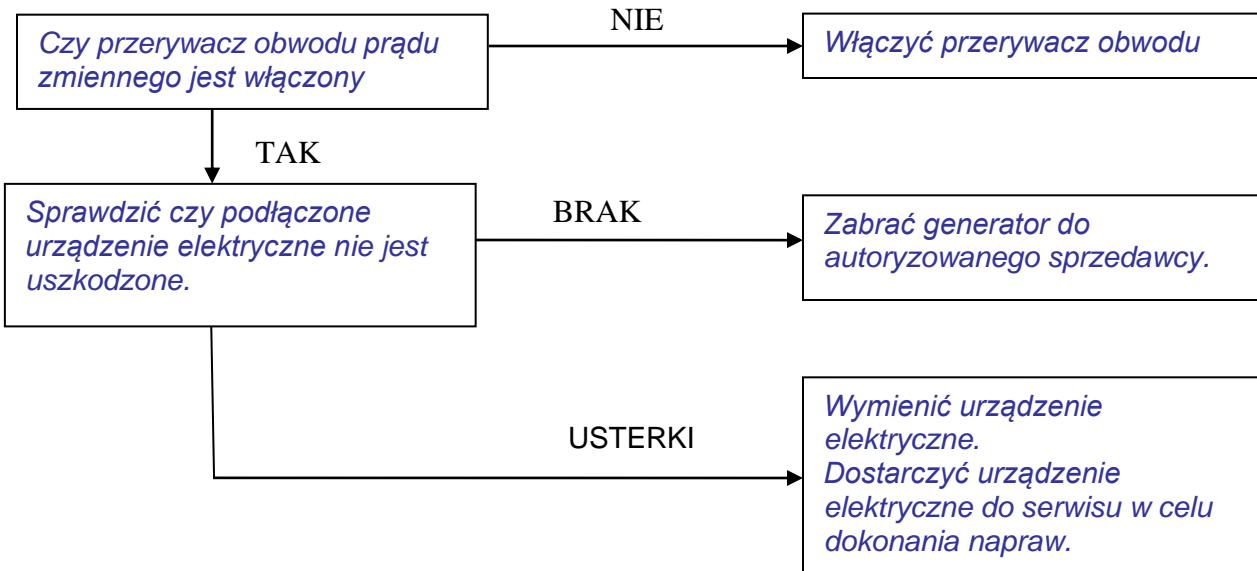 Czy przerywacz obwodu prądu
zmiennego jest włączony
NIE
Włączyć przerywacz obwodu
TAK
Sprawdzić czy podłączone
urządzenie elektryczne nie jest
uszkodzone.
BRAK
Zabrać generator do
autoryzowanego sprzedawcy.
USTERKI
Wymienić urządzenie
elektryczne.
Dostarczyć urządzenie
elektryczne do serwisu w celu
dokonania napraw.